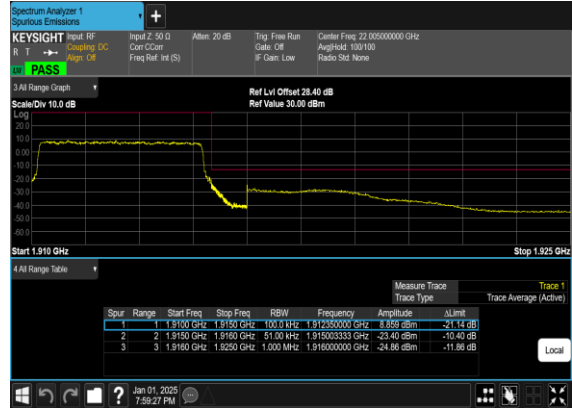 Spectrum Analyzer 1
Spurious Emissions
KEYSIGHT Input: RF Input Z: 50 Ω Atten: 20 dB Trig: Free Run Center Freq: 22.005000000 GHz
R T Coupling: DC Corr CCorr Gate: Off Avg|Hold: 100/100
Align: Off Freq Ref: Int (S) IF Gain: Low Radio Std: None
PASS
3 All Range Graph
Ref Lvl Offset 28.40 dB
Scale/Div 10.0 dB Ref Value 30.00 dBm
Log
20.0
10.0
0.00
-10.0
-20.0
-30.0
-40.0
-50.0
-60.0
Start 1.910 GHz Stop 1.925 GHz
4 All Range Table
Measure Trace Trace 1
Trace Type Trace Average (Active)
Spur Range Start Freq Stop Freq RBW Frequency Amplitude ΔLimit
1 1 1.9100 GHz 1.9150 GHz 100.0 kHz 1.912350000 GHz 8.859 dBm -21.14 dB
2 2 1.9150 GHz 1.9160 GHz 51.00 kHz 1.915003333 GHz -23.40 dBm -10.40 dB
3 3 1.9160 GHz 1.9250 GHz 1.000 MHz 1.916000000 GHz -24.86 dBm -11.86 dB
Local
?
Jan 01, 2025
7:59:27 PM